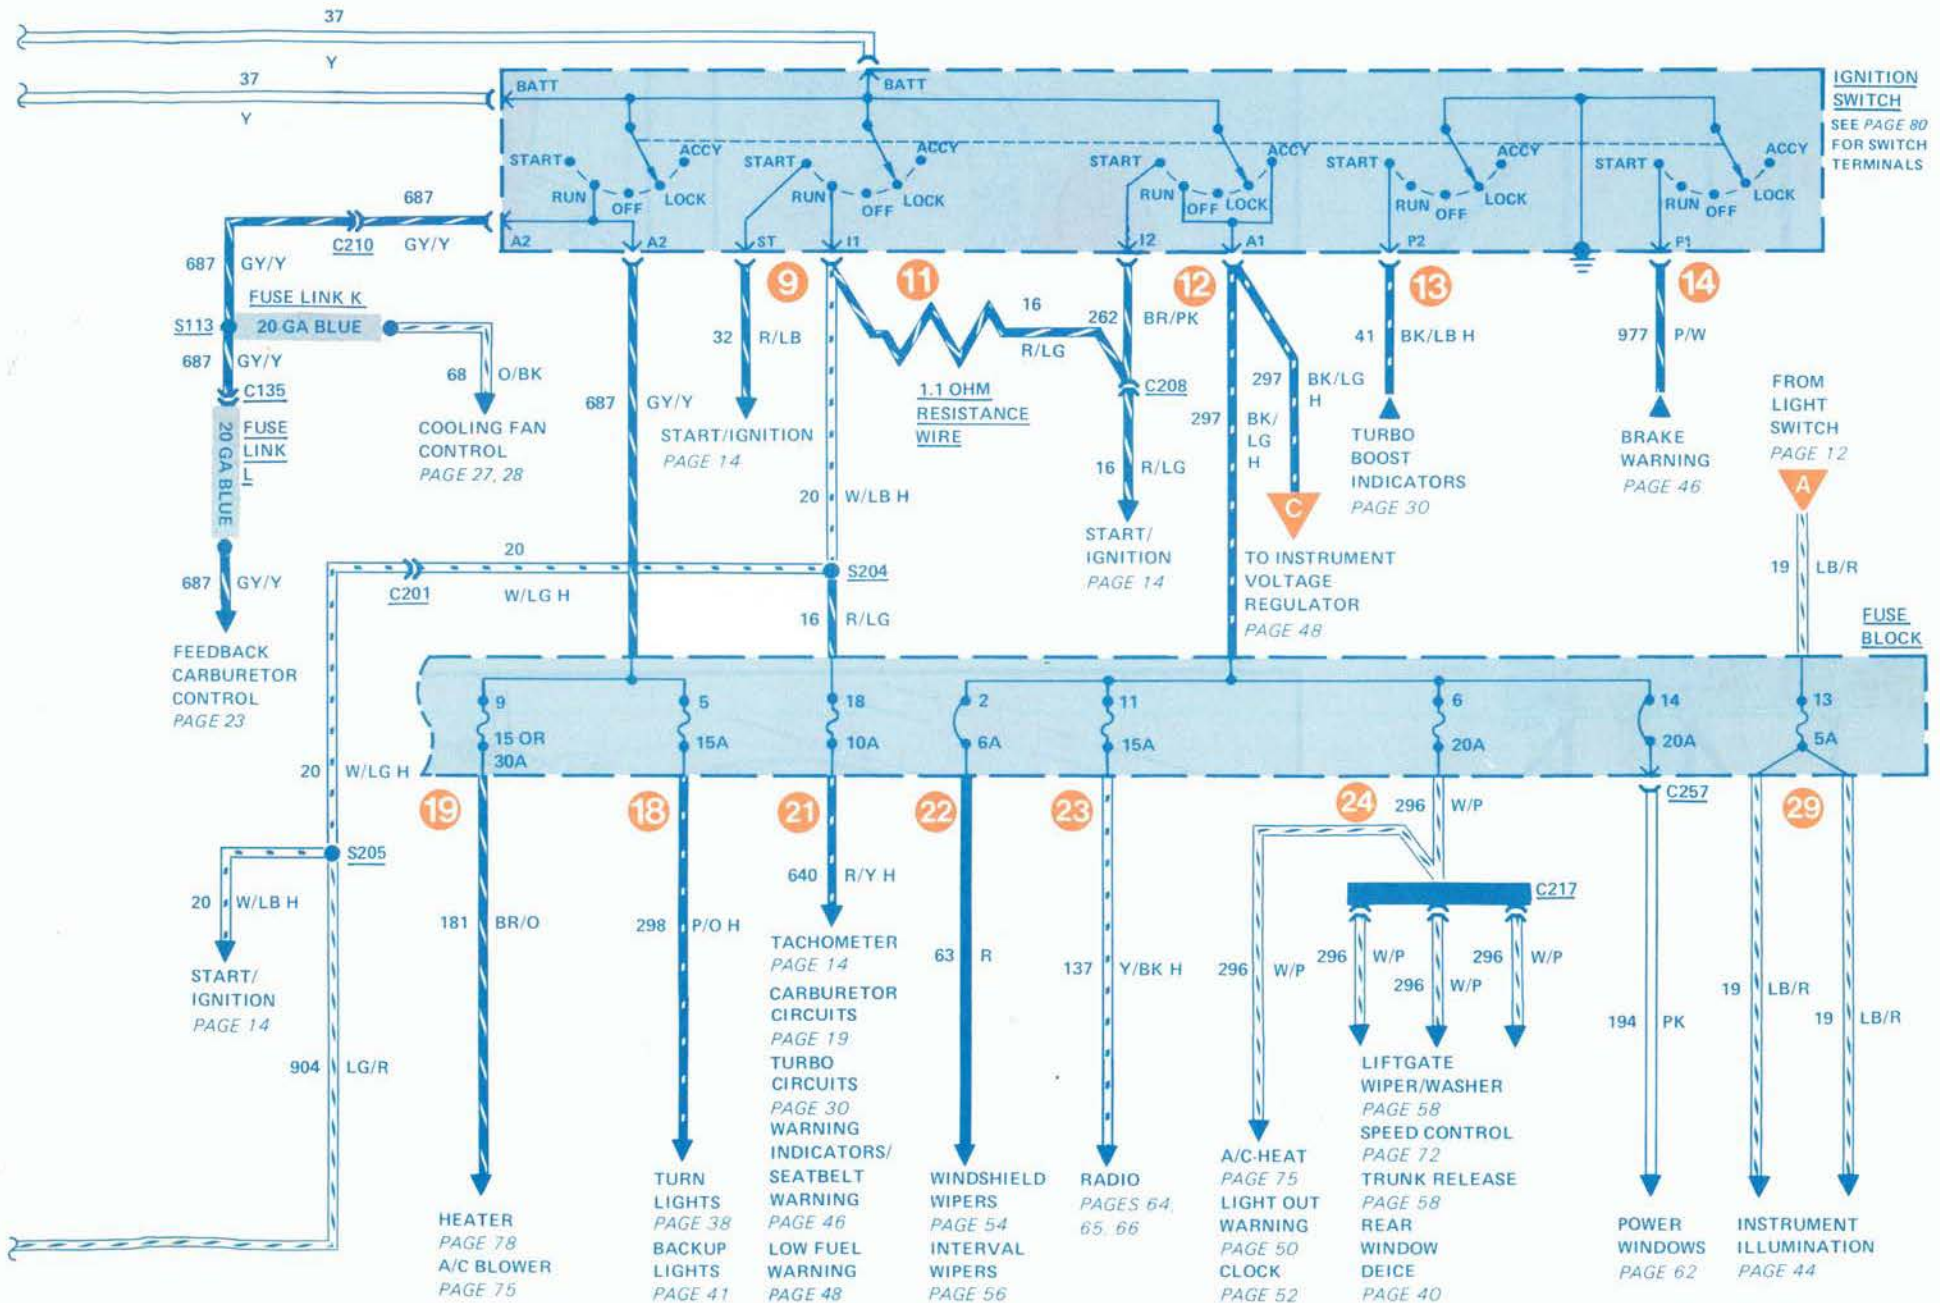 37
Y
37
Y
BATT
BATT
IGNITION
SWITCH
SEE PAGE 80
FOR SWITCH
TERMINALS
START
ACCY
RUN
OFF
LOCK
START
ACCY
RUN
OFF
LOCK
START
ACCY
RUN
OFF
LOCK
START
ACCY
RUN
OFF
LOCK
START
ACCY
RUN
OFF
LOCK
A2
A2
ST
I1
I2
A1
P2
P1
687
C210
GY/Y
687
GY/Y
FUSE LINK K
S113
20 GA BLUE
687
GY/Y
C135
20 GA BLUE
FUSE
LINK
L
68
O/BK
COOLING FAN
CONTROL
PAGE 27, 28
687
GY/Y
FEEDBACK
CARBURETOR
CONTROL
PAGE 23
687
GY/Y
9
32
R/LB
START/IGNITION
PAGE 14
11
16
R/LG
1.1 OHM
RESISTANCE
WIRE
20
W/LB H
262
BR/PK
C208
16
R/LG
START/
IGNITION
PAGE 14
12
297
BK/LG
H
297
BK/
LG
H
C
TO INSTRUMENT
VOLTAGE
REGULATOR
PAGE 48
13
41
BK/LB H
TURBO
BOOST
INDICATORS
PAGE 30
14
977
P/W
BRAKE
WARNING
PAGE 46
FROM
LIGHT
SWITCH
PAGE 12
A
19
LB/R
20
C201
W/LG H
S204
16
R/LG
FUSE
BLOCK
9
15 OR
30A
5
15A
18
10A
2
6A
11
15A
6
20A
14
20A
13
5A
20
W/LG H
S205
20
W/LB H
START/
IGNITION
PAGE 14
904
LG/R
19
181
BR/O
HEATER
PAGE 78
A/C BLOWER
PAGE 75
18
298
P/O H
TURN
LIGHTS
PAGE 38
BACKUP
LIGHTS
PAGE 41
21
640
R/Y H
TACHOMETER
PAGE 14
CARBURETOR
CIRCUITS
PAGE 19
TURBO
CIRCUITS
PAGE 30
WARNING
INDICATORS/
SEATBELT
WARNING
PAGE 46
LOW FUEL
WARNING
PAGE 48
22
63
R
WINDSHIELD
WIPERS
PAGE 54
INTERVAL
WIPERS
PAGE 56
23
137
Y/BK H
RADIO
PAGES 64,
65, 66
24
296
W/P
C217
296
W/P
296
W/P
296
W/P
296
W/P
A/C-HEAT
PAGE 75
LIGHT OUT
WARNING
PAGE 50
CLOCK
PAGE 52
LIFTGATE
WIPER/WASHER
PAGE 58
SPEED CONTROL
PAGE 72
TRUNK RELEASE
PAGE 58
REAR
WINDOW
DEICE
PAGE 40
C257
194
PK
POWER
WINDOWS
PAGE 62
29
19
LB/R
19
LB/R
INSTRUMENT
ILLUMINATION
PAGE 44